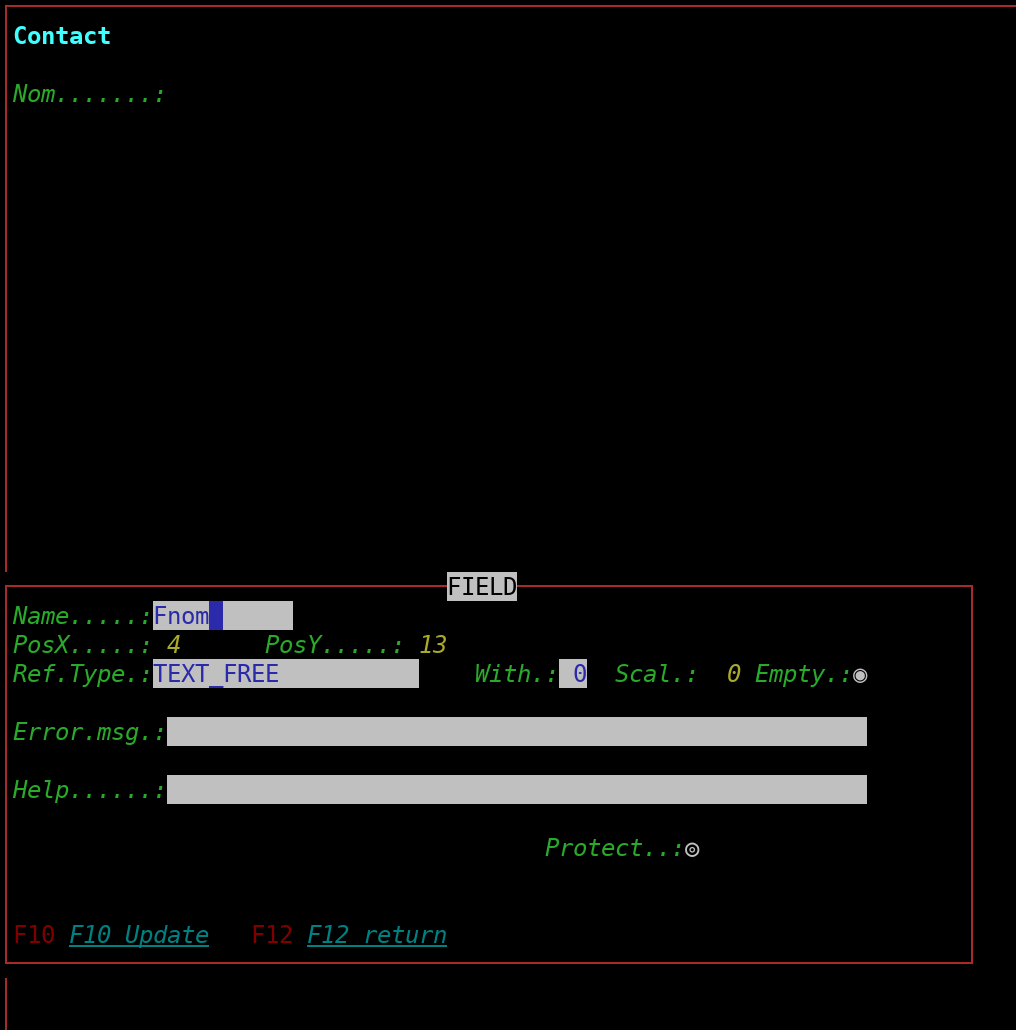 Contact
Nom.......:
FIELD
Name.....:Fnom
PosX.....: 4      PosY.....: 13
Ref.Type.:TEXT_FREE    With.: 0  Scal.:  0 Empty.:◉
Error.msg.:
Help......:
Protect..:◎
F10 F10 Update   F12 F12 return